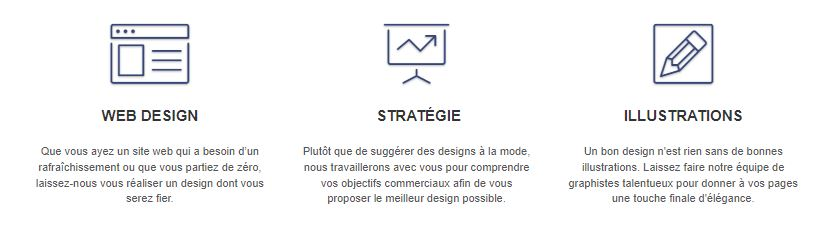 WEB DESIGN
Que vous ayez un site web qui a besoin d'un
rafraîchissement ou que vous partiez de zéro,
laissez-nous vous réaliser un design dont vous
serez fier.
STRATÉGIE
Plutôt que de suggérer des designs à la mode,
nous travaillerons avec vous pour comprendre
vos objectifs commerciaux afin de vous
proposer le meilleur design possible.
ILLUSTRATIONS
Un bon design n'est rien sans de bonnes
illustrations. Laissez faire notre équipe de
graphistes talentueux pour donner à vos pages
une touche finale d'élégance.